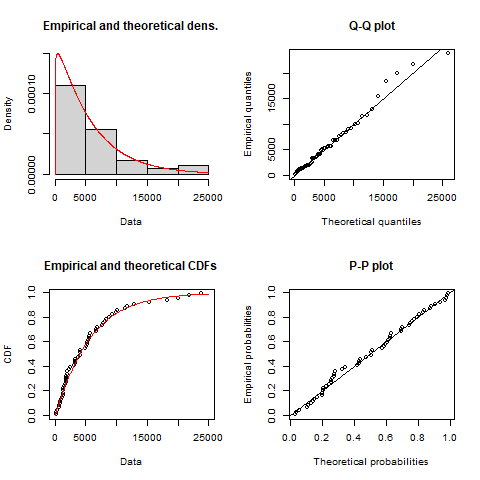 Empirical and theoretical dens.
Density
0.00000
0.00010
0
5000
15000
25000
Data
Q-Q plot
Empirical quantiles
0
5000
15000
0
5000
15000
25000
Theoretical quantiles
Empirical and theoretical CDFs
CDF
0.0
0.2
0.4
0.6
0.8
1.0
0
5000
15000
25000
Data
P-P plot
Empirical probabilities
0.0
0.2
0.4
0.6
0.8
1.0
0.0
0.2
0.4
0.6
0.8
1.0
Theoretical probabilities